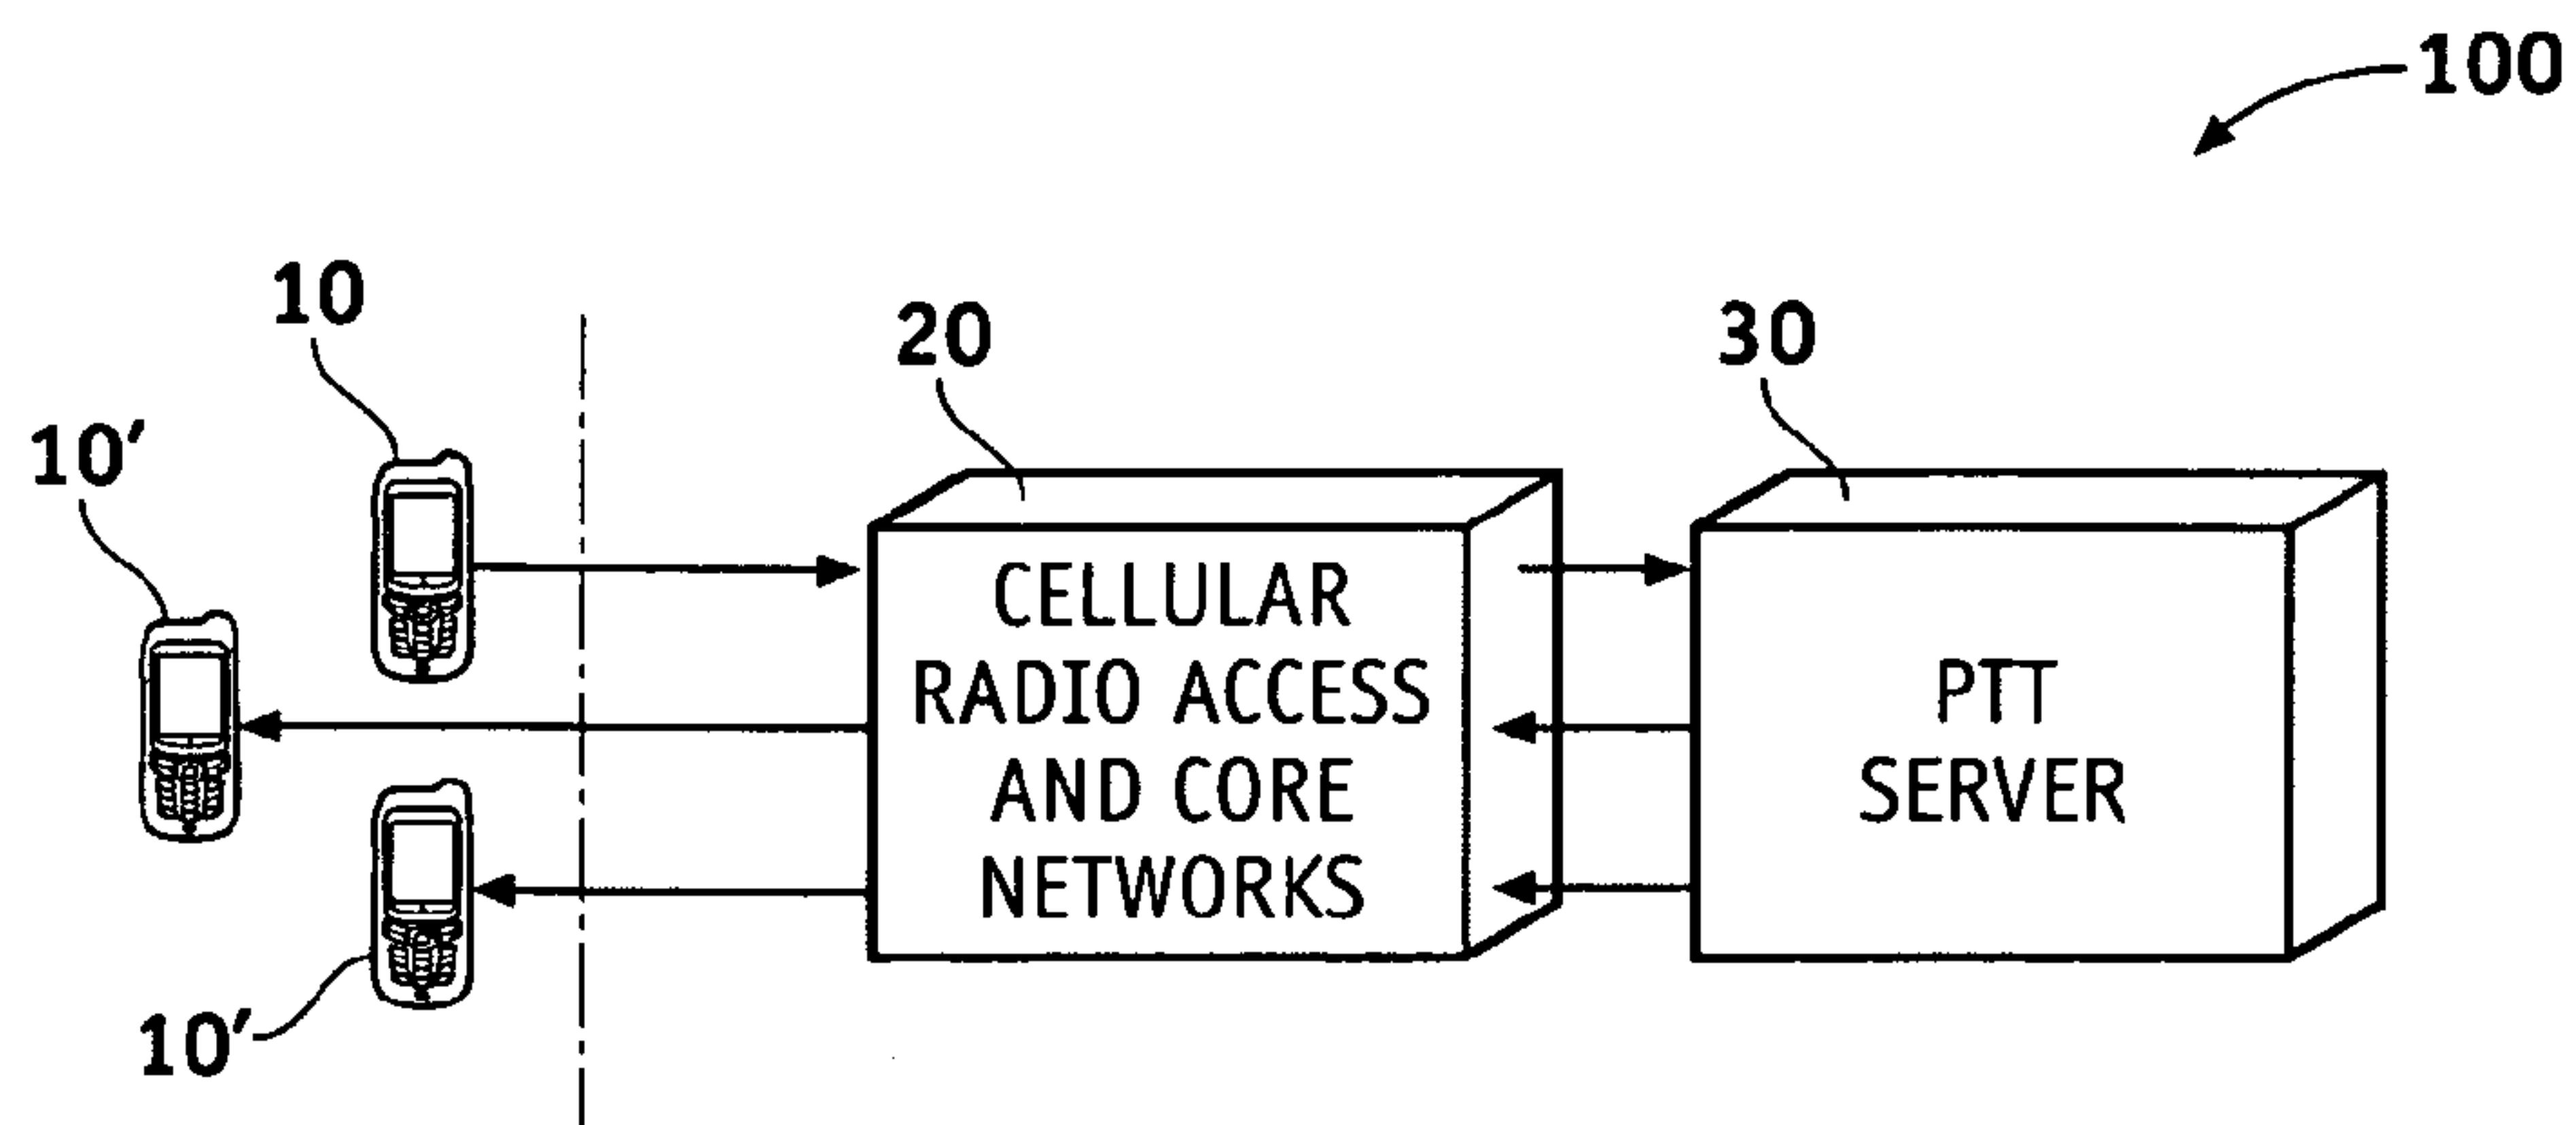 100
10
20
30
10′
CELLULAR
RADIO ACCESS
AND CORE
NETWORKS
PTT
SERVER
10′